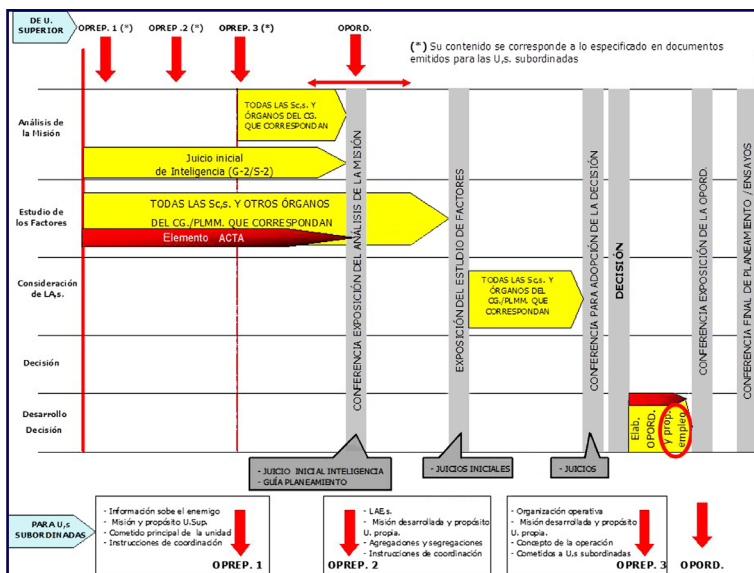 DE U.
SUPERIOR
OPREP. 1 (*)
OPREP .2 (*)
OPREP. 3 (*)
OPORD.
(*) Su contenido se corresponde a lo especificado en documentos
emitidos para las U,s. subordinadas
Análisis de
la Misión
TODAS LAS Sc,s. Y
ÓRGANOS DEL CG.
QUE CORRESPONDAN
Juicio inicial
de Inteligencia (G-2/S-2)
Estudio de
los Factores
TODAS LAS Sc,s. Y OTROS ÓRGANOS
DEL CG./PLMM. QUE CORRESPONDAN
Elemento ACTA
Consideración
de LA,s.
TODAS LAS Sc,s. Y
ÓRGANOS DEL
CG./PLMM. QUE
CORRESPONDAN
Decisión
Desarrollo
Decisión
CONFERENCIA EXPOSICIÓN DEL ANÁLISIS DE LA MISIÓN
EXPOSICIÓN DEL ESTUDIO DE FACTORES
CONFERENCIA PARA ADOPCIÓN DE LA DECISIÓN
DECISIÓN
CONFERENCIA EXPOSICIÓN DE LA OPORD.
CONFERENCIA FINAL DE PLANEAMIENTO / ENSAYOS
Elab.
OPORD.
y prop.
empleo
- JUICIO INICIAL INTELIGENCIA
- GUÍA PLANEAMIENTO
- JUICIOS INICIALES
- JUICIOS
PARA U,s
SUBORDINADAS
- Información sobe el enemigo
- Misión y propósito U.Sup.
- Cometido principal de la unidad
- Instrucciones de coordinación
OPREP. 1
- LAE,s.
- Misión desarrollada y propósito
U. propia.
- Agregaciones y segregaciones
- Instrucciones de coordinación
OPREP. 2
- Organización operativa
- Misión desarrollada y propósito
U. propia.
- Concepto de la operación
- Cometidos a U,s subordinadas
OPREP. 3
OPORD.